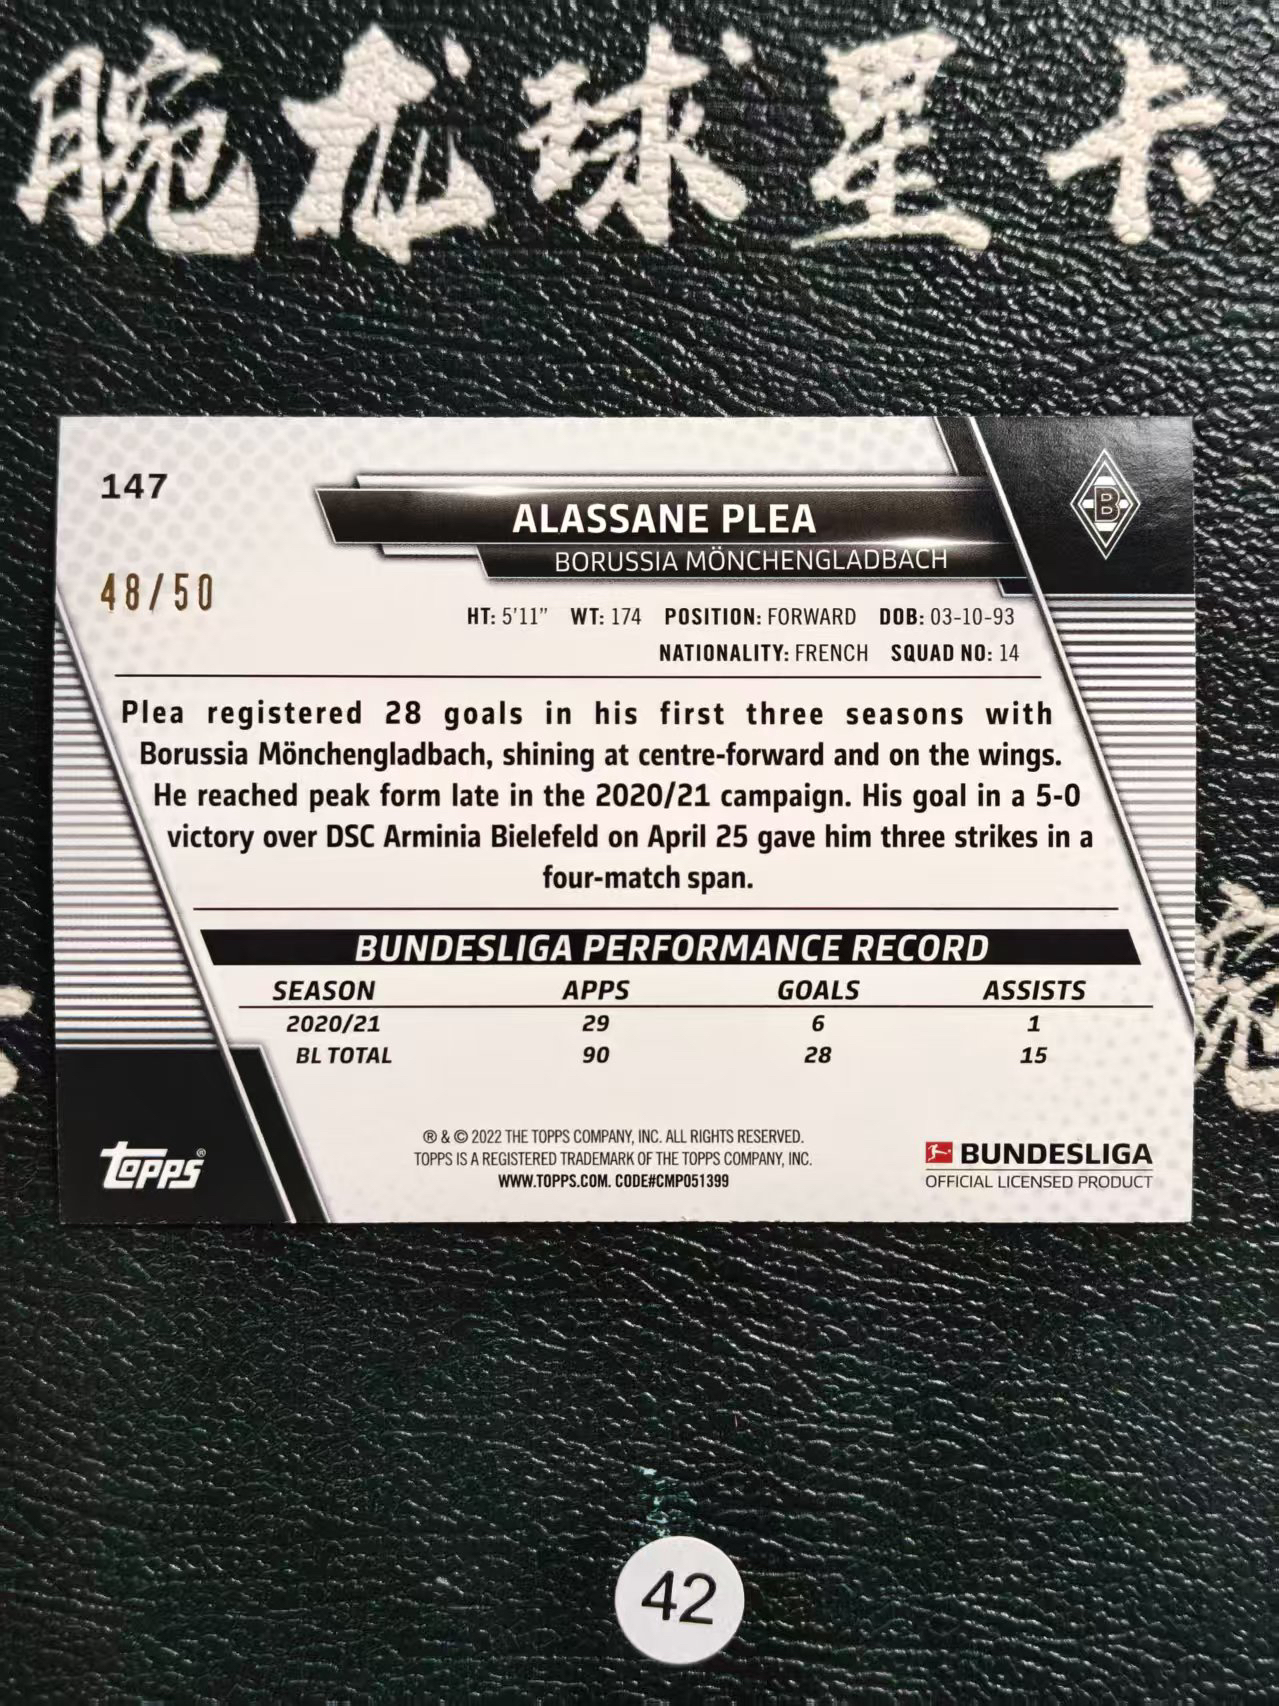 腕龙球星卡
147
ALASSANE PLEA
BORUSSIA MÖNCHENGLADBACH
B
48/50
HT: 5'11” WT: 174 POSITION: FORWARD DOB: 03-10-93
NATIONALITY: FRENCH SQUAD NO: 14
Plea registered 28 goals in his first three seasons with
Borussia Mönchengladbach, shining at centre-forward and on the wings.
He reached peak form late in the 2020/21 campaign. His goal in a 5-0
victory over DSC Arminia Bielefeld on April 25 gave him three strikes in a
four-match span.
BUNDESLIGA PERFORMANCE RECORD
SEASON APPS GOALS ASSISTS
2020/21 29 6 1
BL TOTAL 90 28 15
® & © 2022 THE TOPPS COMPANY, INC. ALL RIGHTS RESERVED.
TOPPS IS A REGISTERED TRADEMARK OF THE TOPPS COMPANY, INC.
WWW.TOPPS.COM. CODE#CMP051399
topps®
BUNDESLIGA
OFFICIAL LICENSED PRODUCT
42